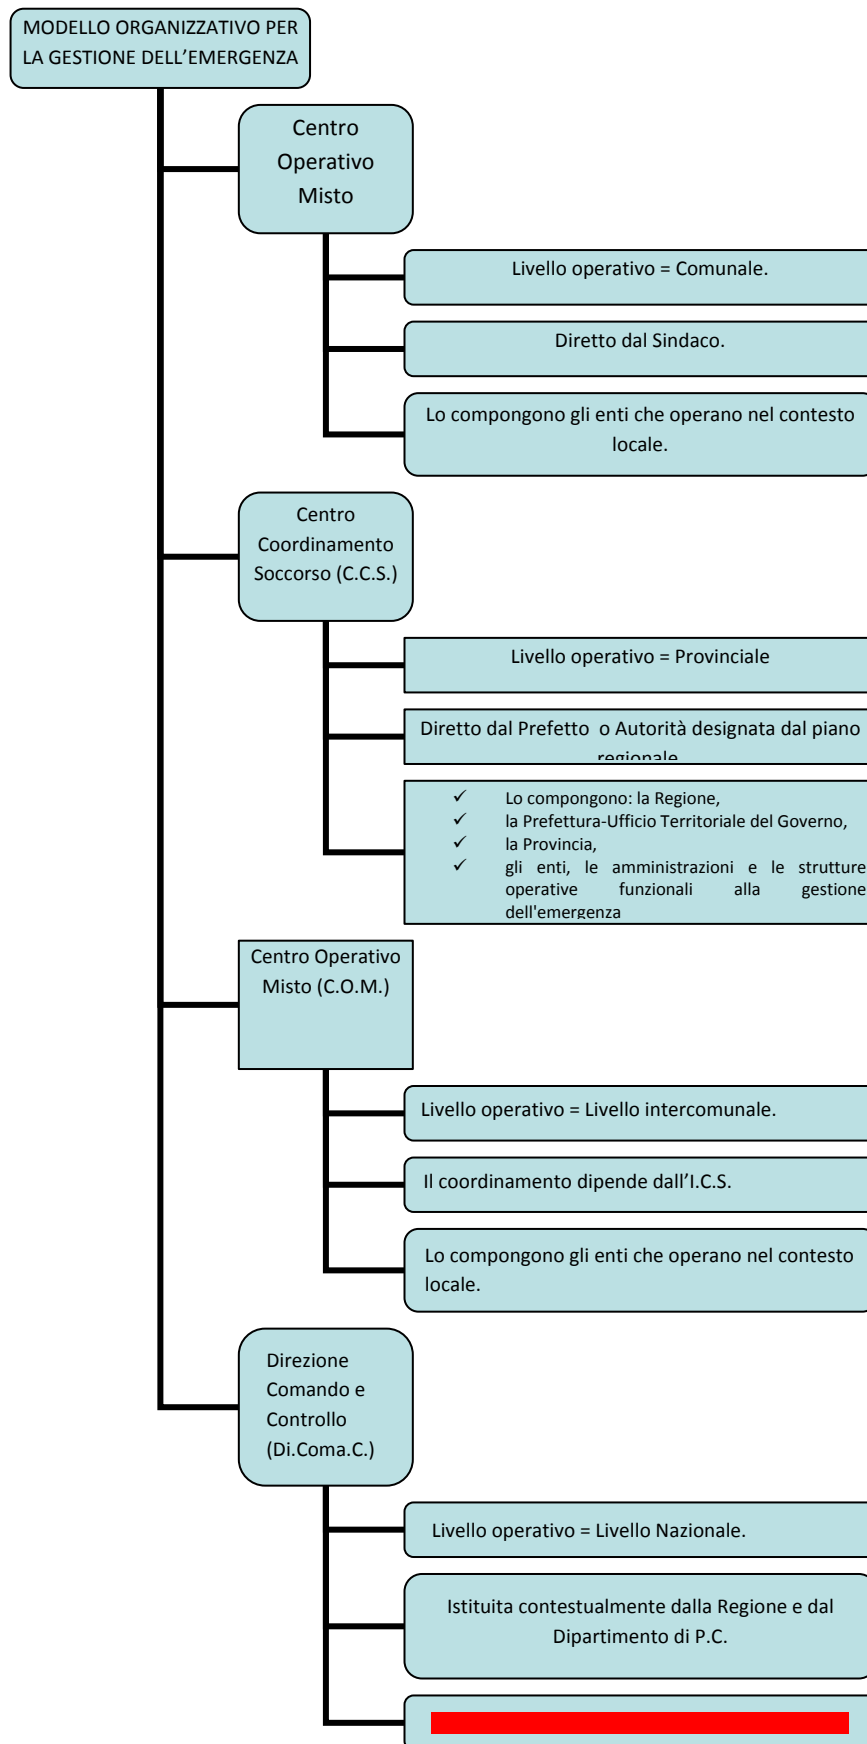 MODELLO ORGANIZZATIVO PER
LA GESTIONE DELL’EMERGENZA
Centro
Operativo
Misto
Livello operativo = Comunale.
Diretto dal Sindaco.
Lo compongono gli enti che operano nel contesto
locale.
Centro
Coordinamento
Soccorso (C.C.S.)
Livello operativo = Provinciale
Diretto dal Prefetto o Autorità designata dal piano
regionale
✓ Lo compongono: la Regione,
✓ la Prefettura-Ufficio Territoriale del Governo,
✓ la Provincia,
✓ gli enti, le amministrazioni e le strutture
operative funzionali alla gestione
dell'emergenza
Centro Operativo
Misto (C.O.M.)
Livello operativo = Livello intercomunale.
Il coordinamento dipende dall’I.C.S.
Lo compongono gli enti che operano nel contesto
locale.
Direzione
Comando e
Controllo
(Di.Coma.C.)
Livello operativo = Livello Nazionale.
Istituita contestualmente dalla Regione e dal
Dipartimento di P.C.